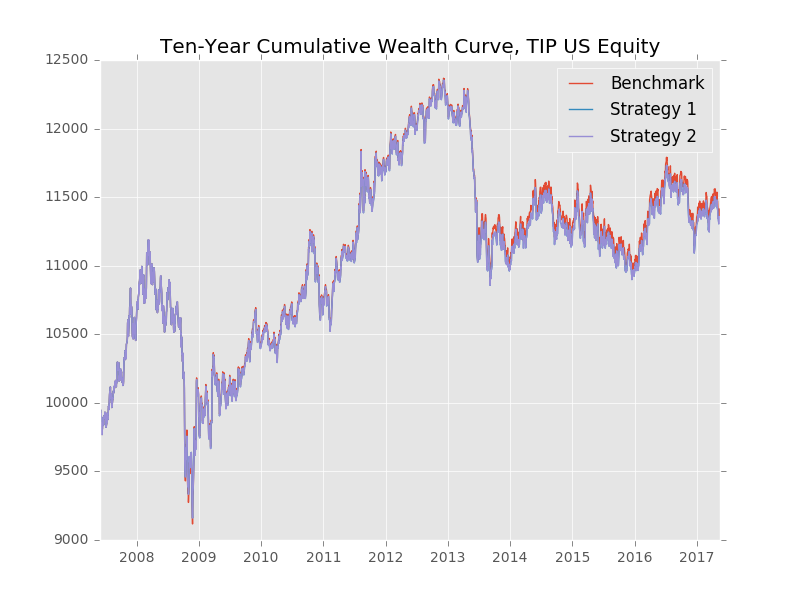 Ten-Year Cumulative Wealth Curve, TIP US Equity
12500
12000
11500
11000
10500
10000
9500
9000
Benchmark
Strategy 1
Strategy 2
2008 2009 2010 2011 2012 2013 2014 2015 2016 2017